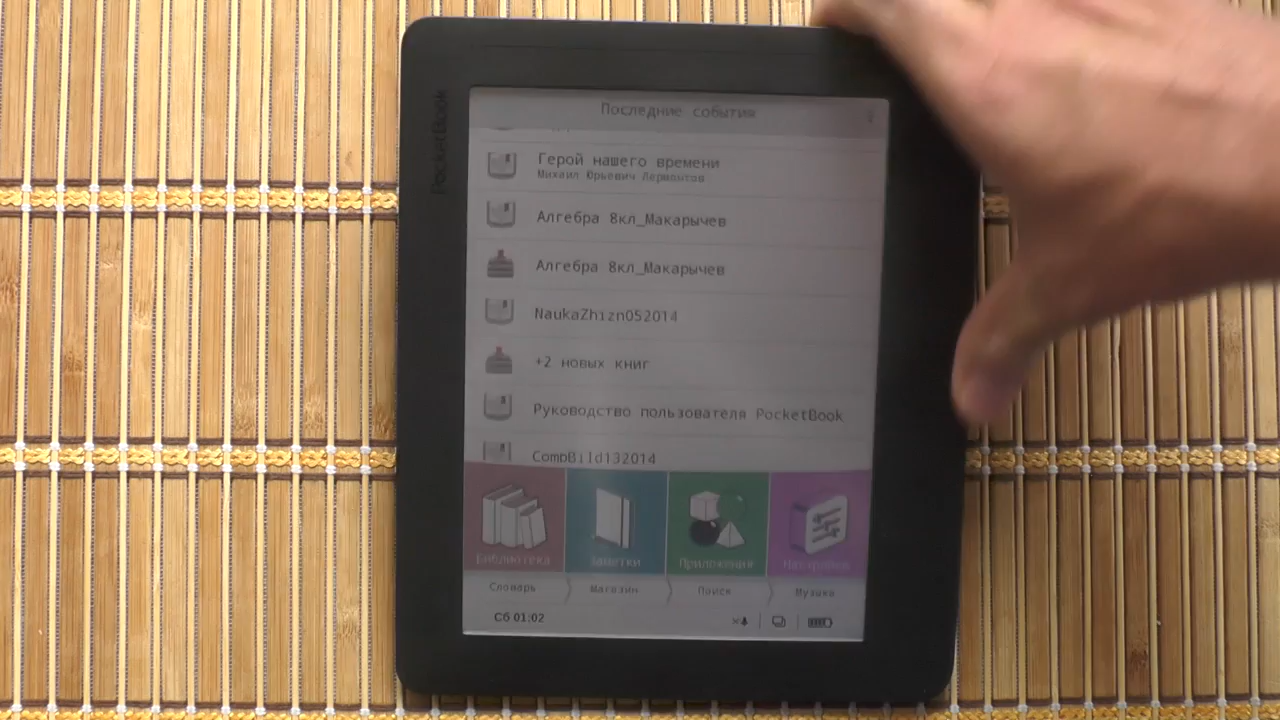 PocketBook
Последние события
Герой нашего времени
Михаил Юрьевич Лермонтов
Алгебра 8кл_Макарычев
Алгебра 8кл_Макарычев
NaukaZhizn052014
+2 новых книг
Руководство пользователя PocketBook
CompBild132014
Библиотека
Заметки
Приложения
Настройки
Словарь
Магазин
Поиск
Музыка
Сб 01:02